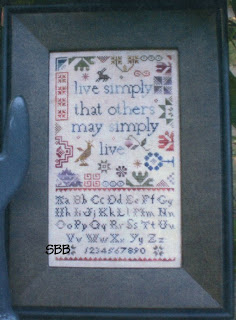 live simply
that others
may simply
live
Aa Bb Cc Dd Ee Ff Gg
Hh Ii Jj Kk Ll Mm Nn
Oo Pp Qq Rr Ss Tt Uu
Vv Ww Xx Yy Zz
SBB
1234567890